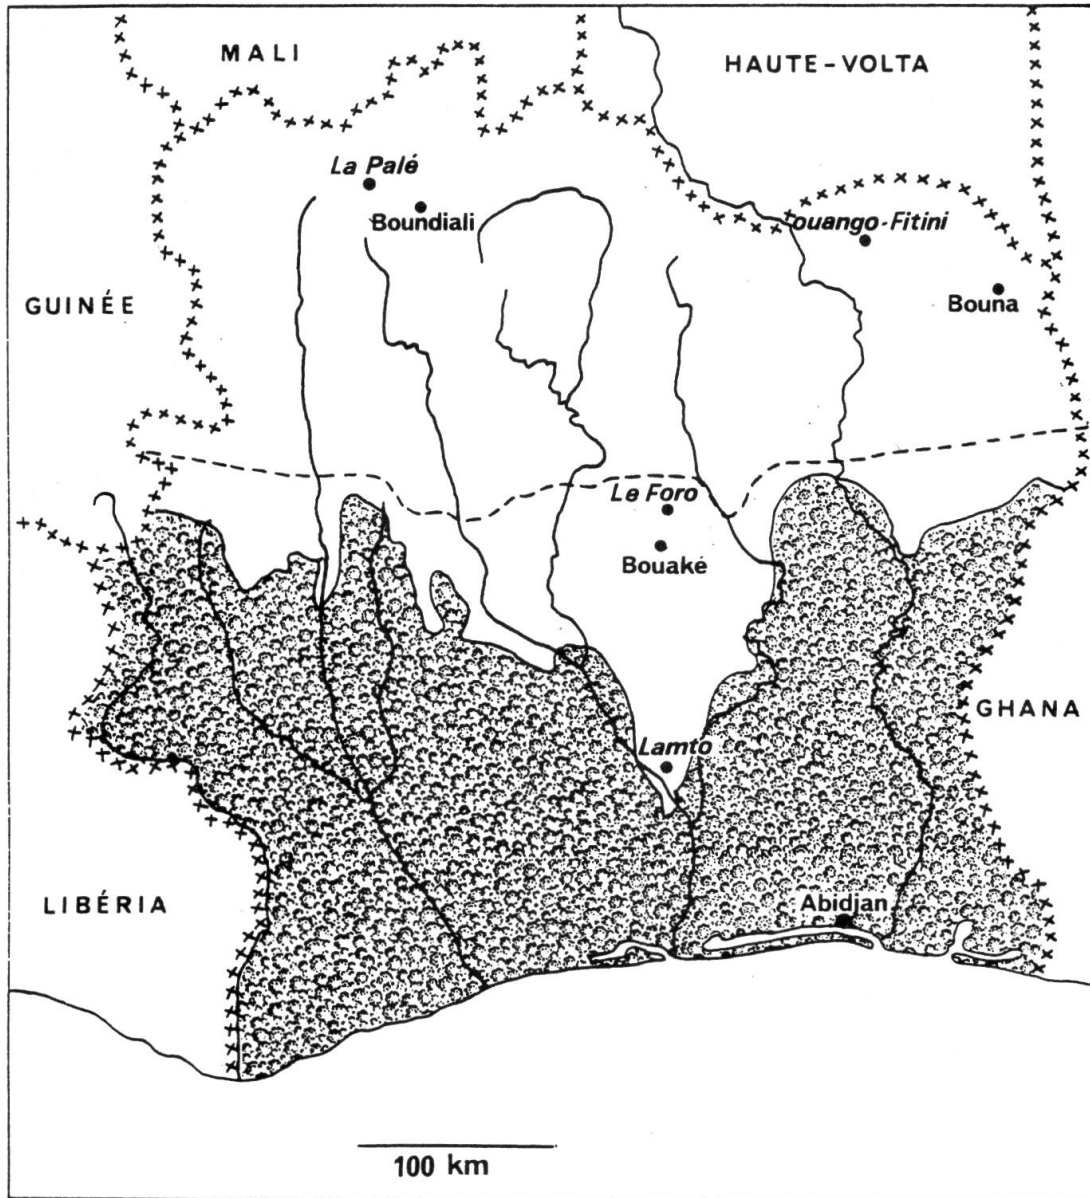 MALI
HAUTE-VOLTA
La Palé
Boundiali
ouango-Fitini
GUINÉE
Bouna
Le Foro
Bouaké
GHANA
Lamto
LIBÉRIA
Abidjan
100 km